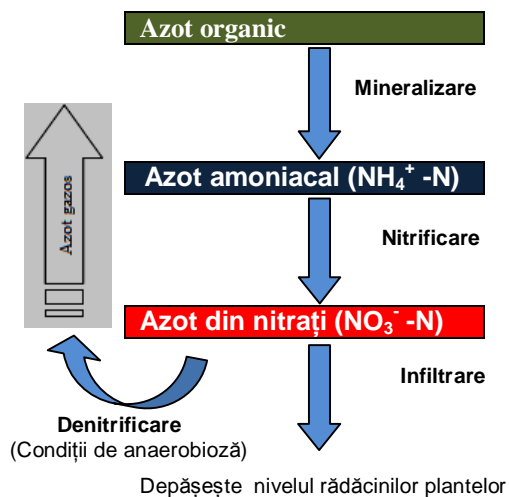 Azot organic
Mineralizare
Azot amoniacal (NH₄⁺ -N)
Azot gazos
Nitrificare
Azot din nitrați (NO₃⁻ -N)
Infiltrare
Denitrificare
(Condiții de anaerobioză)
Depășește nivelul rădăcinilor plantelor